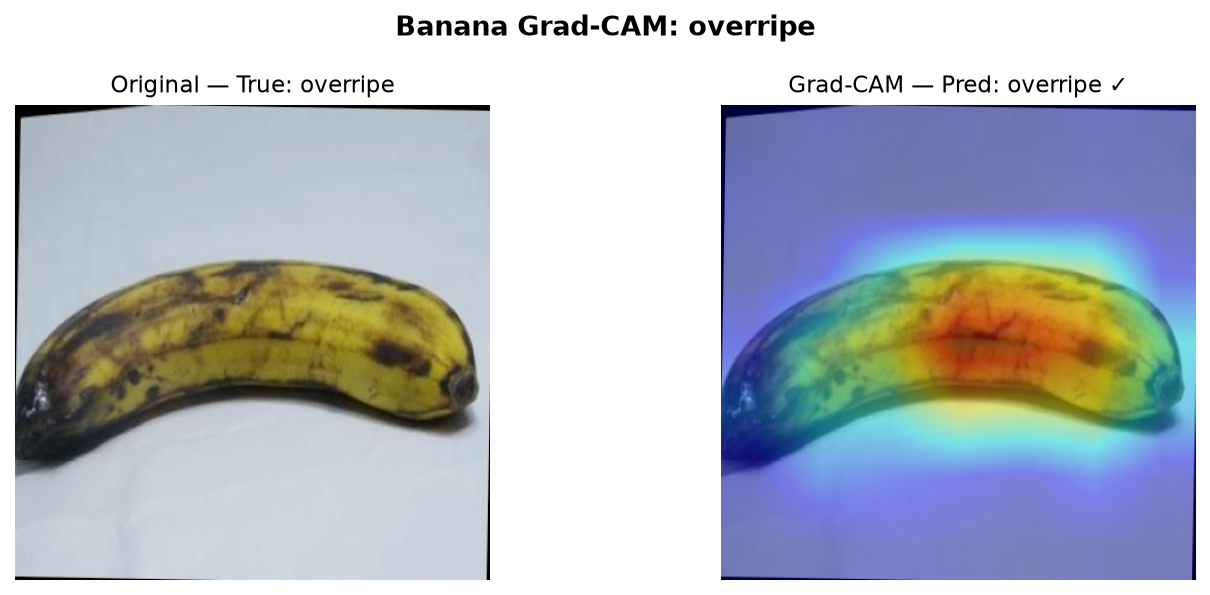 Banana Grad-CAM: overripe
Original — True: overripe
Grad-CAM — Pred: overripe ✓